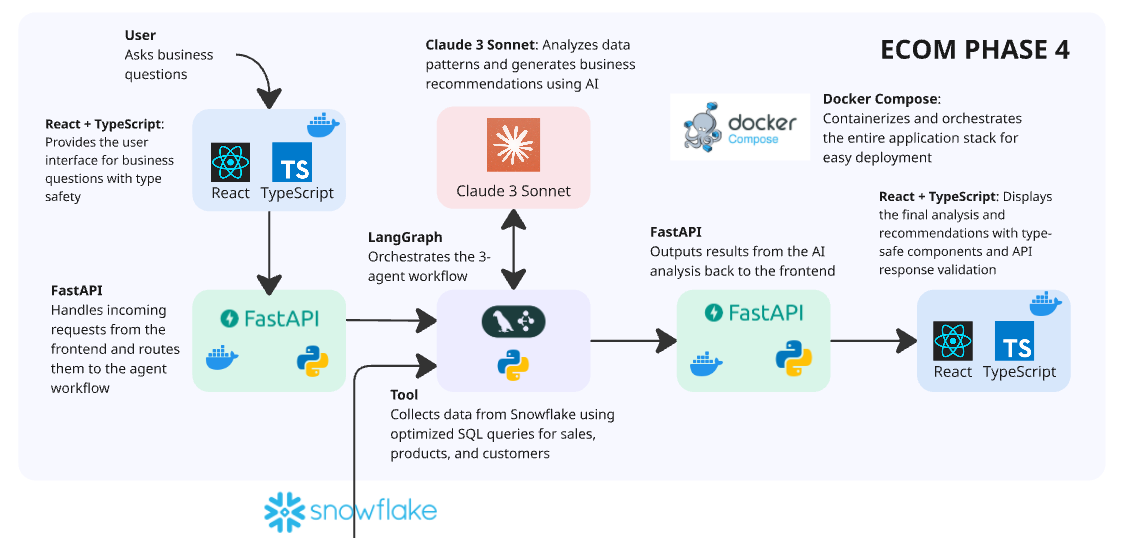 User
Asks business
questions
Claude 3 Sonnet: Analyzes data
patterns and generates business
recommendations using AI
ECOM PHASE 4
docker
Compose
Docker Compose:
Containerizes and orchestrates
the entire application stack for
easy deployment
React + TypeScript:
Provides the user
interface for business
questions with type
safety
TS
React TypeScript
Claude 3 Sonnet
React + TypeScript: Displays
the final analysis and
recommendations with type-
safe components and API
response validation
LangGraph
Orchestrates the 3-
agent workflow
FastAPI
Outputs results from the AI
analysis back to the frontend
FastAPI
Handles incoming
requests from the
frontend and routes
them to the agent
workflow
FastAPI
FastAPI
TS
React TypeScript
Tool
Collects data from Snowflake using
optimized SQL queries for sales,
products, and customers
snowflake